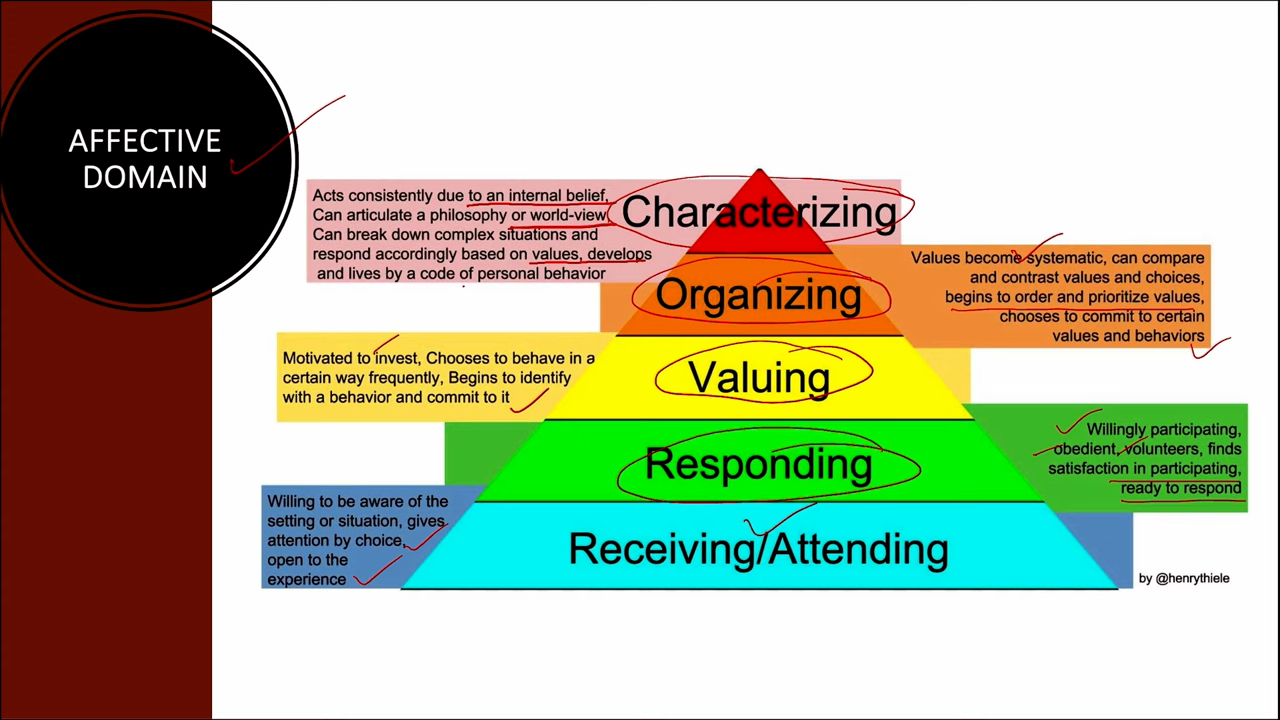 AFFECTIVE
DOMAIN
Acts consistently due to an internal belief,
Can articulate a philosophy or world-view
Can break down complex situations and
respond accordingly based on values, develops
and lives by a code of personal behavior
Characterizing
Values become systematic, can compare
and contrast values and choices,
begins to order and prioritize values,
chooses to commit to certain
values and behaviors
Organizing
Motivated to invest, Chooses to behave in a
certain way frequently, Begins to identify
with a behavior and commit to it
Valuing
Willingly participating,
obedient, volunteers, finds
satisfaction in participating,
ready to respond
Responding
Willing to be aware of the
setting or situation, gives
attention by choice,
open to the
experience
Receiving/Attending
by @henrythiele